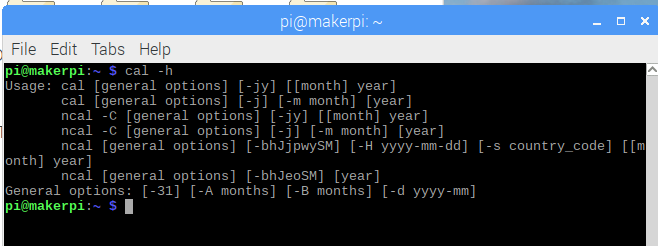 pi@makerpi: ~
File Edit Tabs Help
pi@makerpi:~ $ cal -h
Usage: cal [general options] [-jy] [[month] year]
       cal [general options] [-j] [-m month] [year]
       ncal -C [general options] [-jy] [[month] year]
       ncal -C [general options] [-j] [-m month] [year]
       ncal [general options] [-bhJjpwySM] [-H yyyy-mm-dd] [-s country_code] [[m
onth] year]
       ncal [general options] [-bhJeoSM] [year]
General options: [-31] [-A months] [-B months] [-d yyyy-mm]
pi@makerpi:~ $